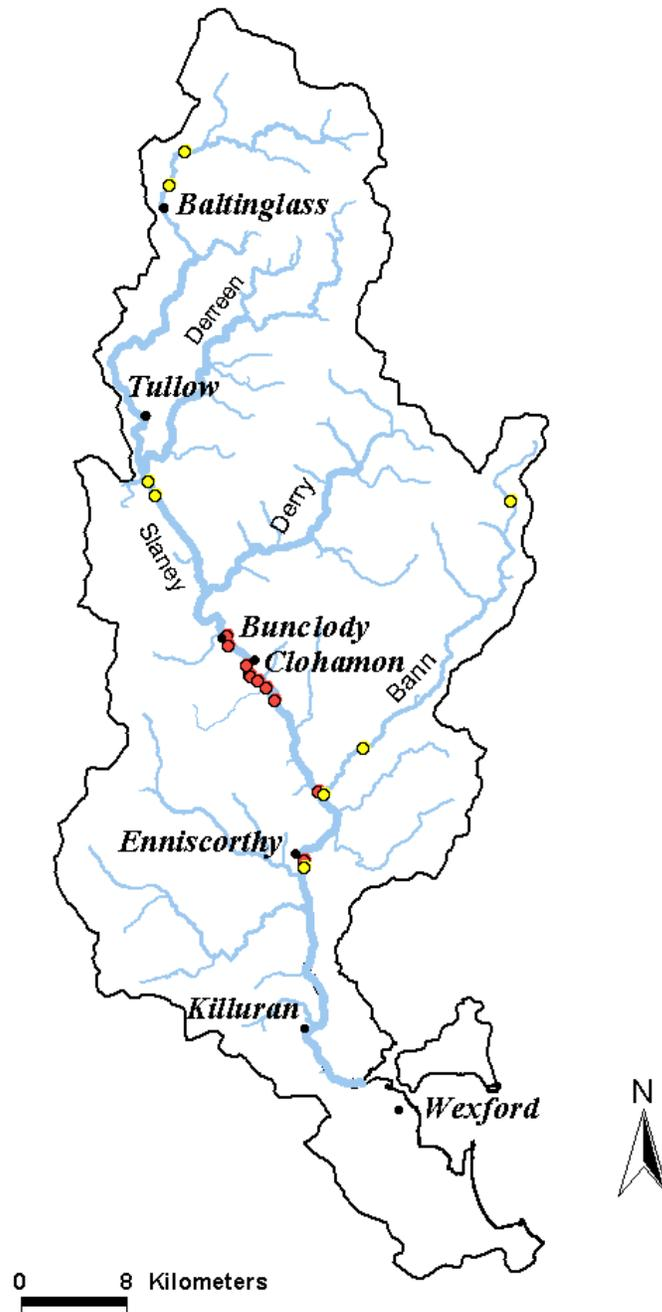 Baltinglass
Derreen
Tullow
Derry
Slaney
Bunclody
Clohamon
Bann
Enniscorthy
Killuran
N
Wexford
0 8 Kilometers